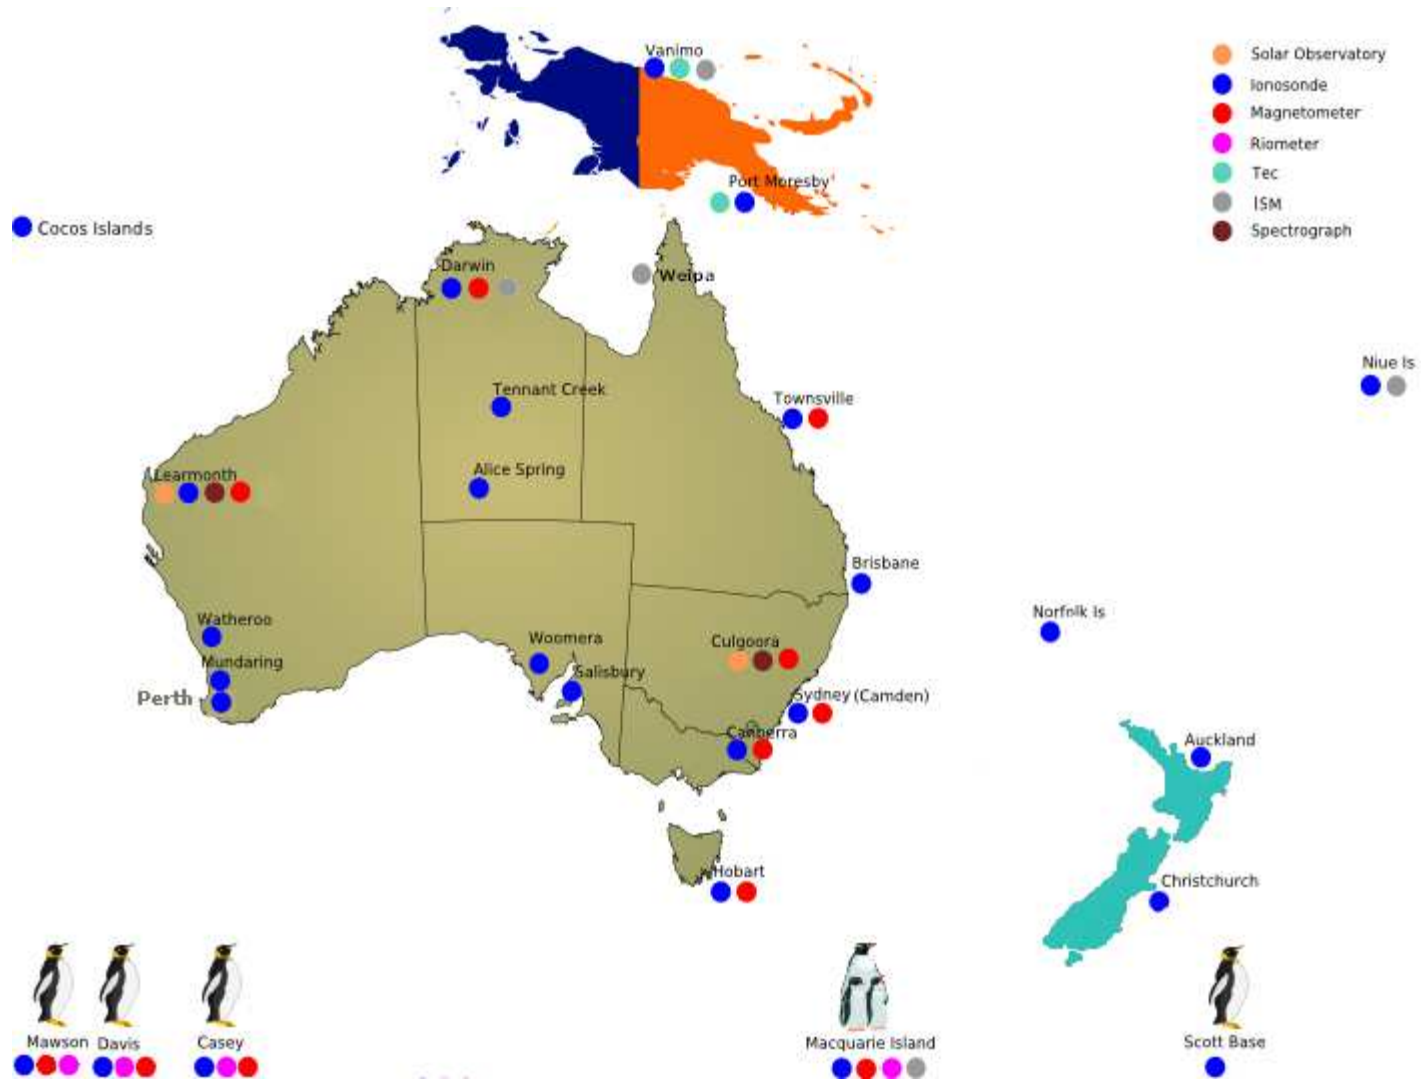 Vanimo
Solar Observatory
Ionosonde
Magnetometer
Riometer
Tec
ISM
Spectrograph
Port Moresby
Cocos Islands
Darwin
Weipa
Niue Is
Tennant Creek
Townsville
Learmonth
Alice Spring
Brisbane
Norfolk Is
Watheroo
Woomera
Culgoora
Mundaring
Salisbury
Perth
Sydney (Camden)
Canberra
Auckland
Hobart
Christchurch
Mawson
Davis
Casey
Macquarie Island
Scott Base